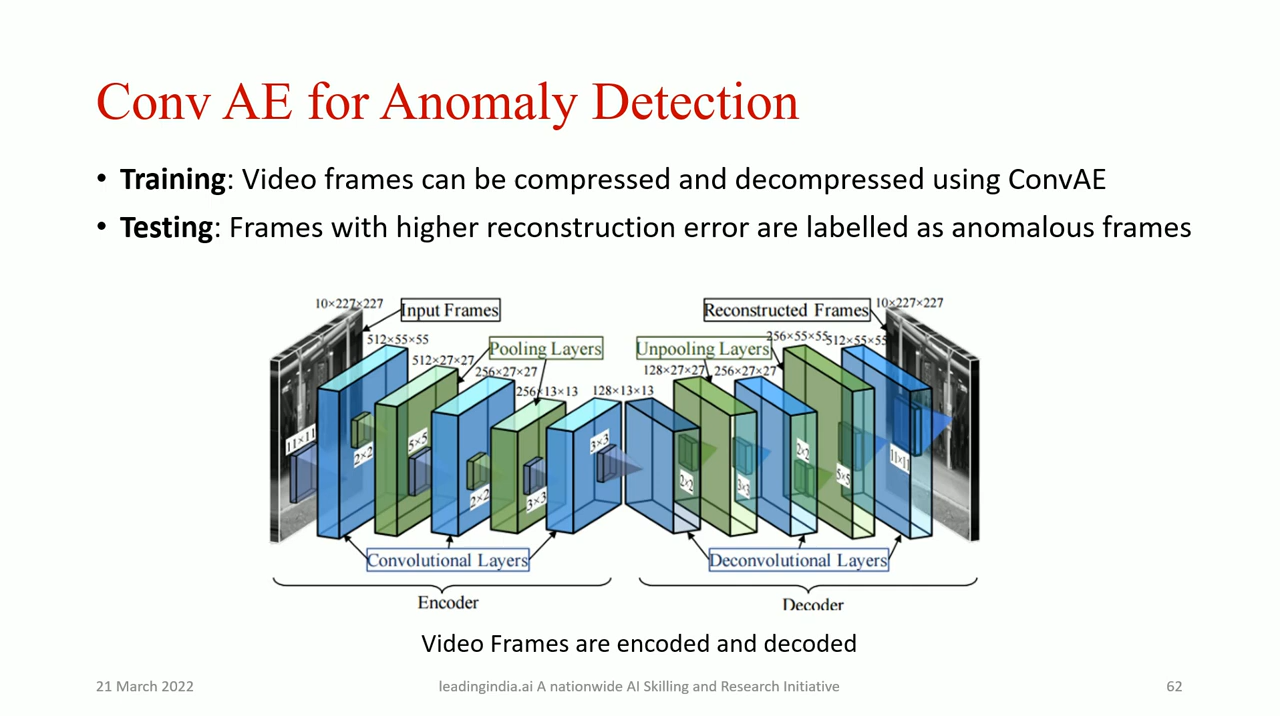 Conv AE for Anomaly Detection
• Training: Video frames can be compressed and decompressed using ConvAE
• Testing: Frames with higher reconstruction error are labelled as anomalous frames
10×227×227
Input Frames
Reconstructed Frames
10×227×227
512×55×55
Pooling Layers
Unpooling Layers
256×55×55
512×55×55
512×27×27
256×27×27
128×27×27
256×27×27
256×13×13
128×13×13
11×11
2×2
5×5
2×2
3×3
3×3
2×2
3×3
2×2
5×5
11×11
Convolutional Layers
Deconvolutional Layers
Encoder
Decoder
Video Frames are encoded and decoded
21 March 2022
leadingindia.ai A nationwide AI Skilling and Research Initiative
62